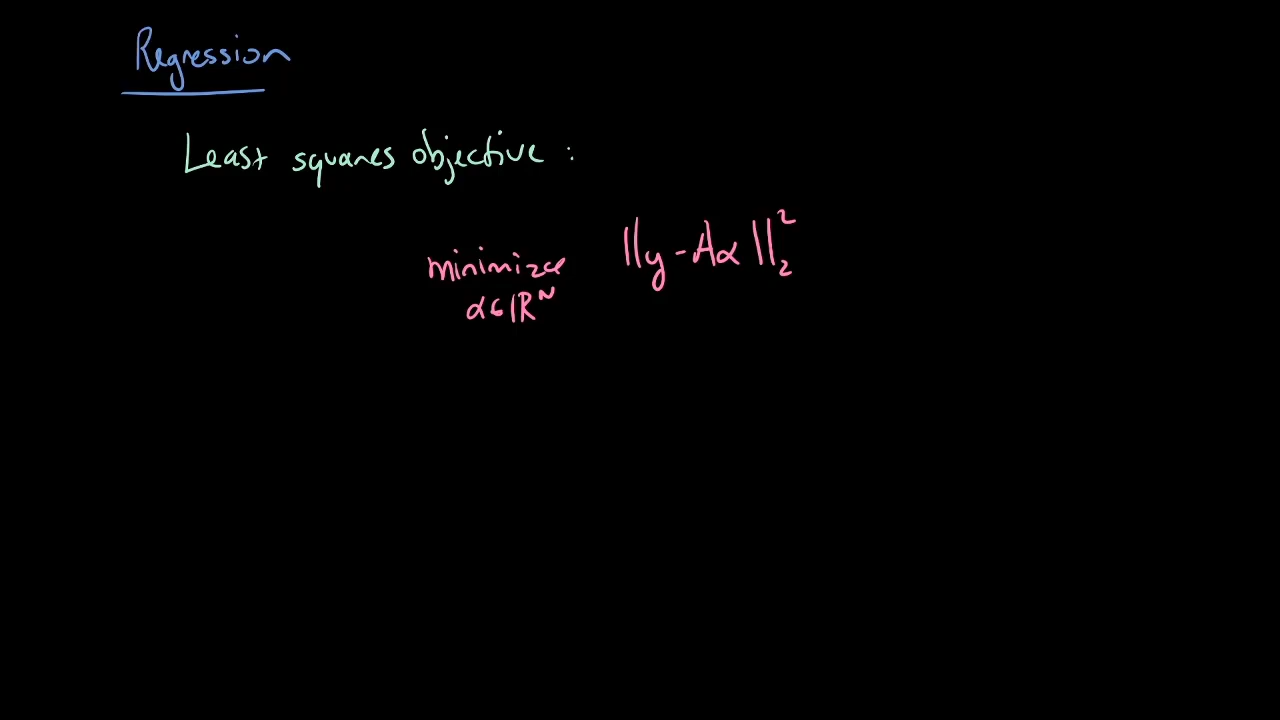 Regression
Least squares objective :
minimize ||y - Aα||₂²
α∈ℝᴺ